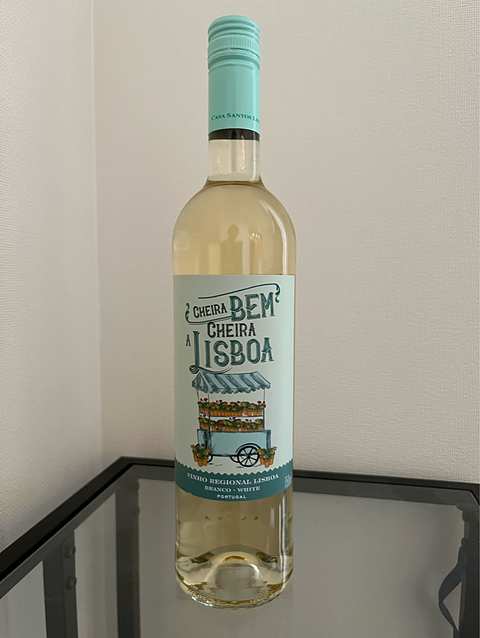 CASA SANTOS
CHEIRA BEM
CHEIRA
A LISBOA
VINHO REGIONAL LISBOA
BRANCO - WHITE
PORTUGAL